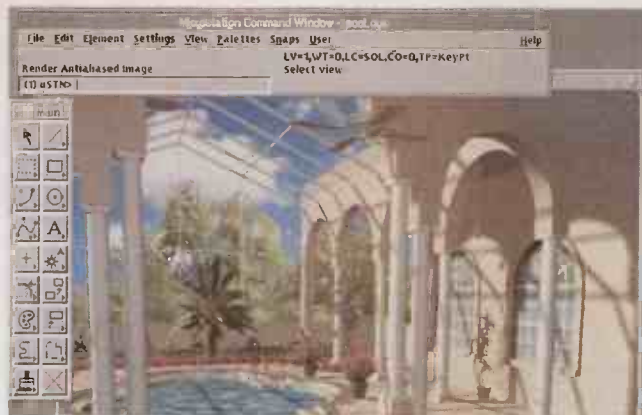 MicroStation Command Window - pool.dgn
File Edit Element Settings View Palettes Snaps User Help
LV=1,WT=0,LC=SOL,CO=0,TP=KeyPt
Render Antialiased Image
Select view
(1) uSTN>
Main
A